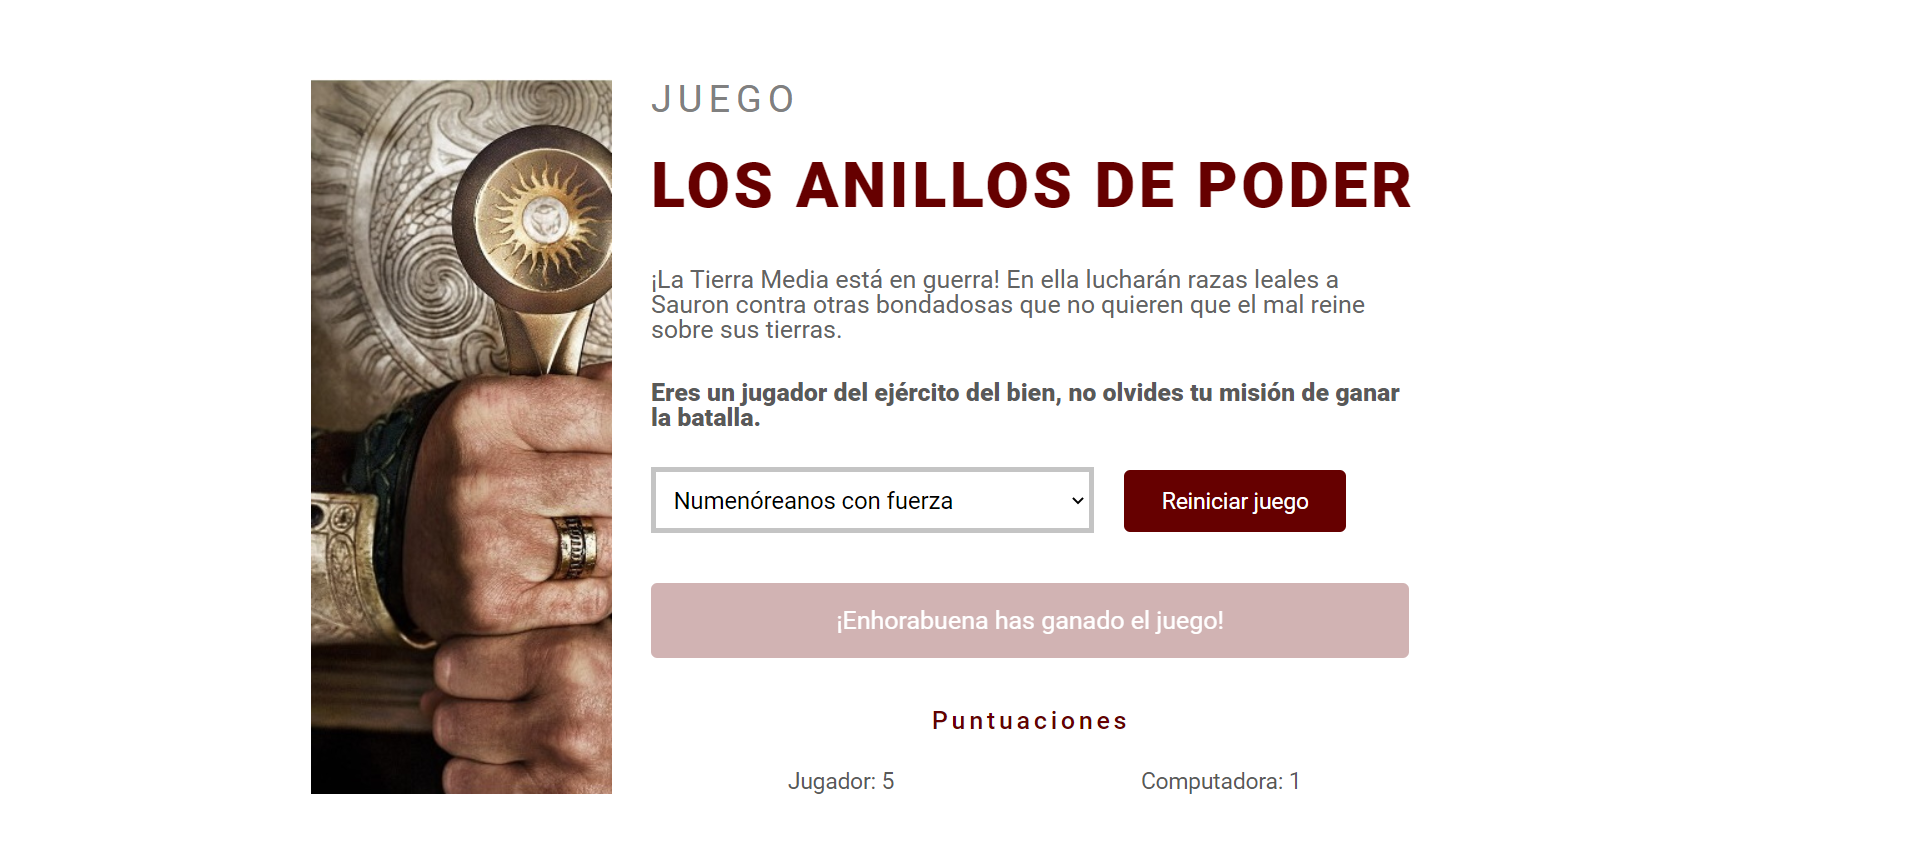 JUEGO
LOS ANILLOS DE PODER
¡La Tierra Media está en guerra! En ella lucharán razas leales a
Sauron contra otras bondadosas que no quieren que el mal reine
sobre sus tierras.
Eres un jugador del ejército del bien, no olvides tu misión de ganar
la batalla.
Numenóreanos con fuerza
Reiniciar juego
¡Enhorabuena has ganado el juego!
Puntuaciones
Jugador: 5
Computadora: 1